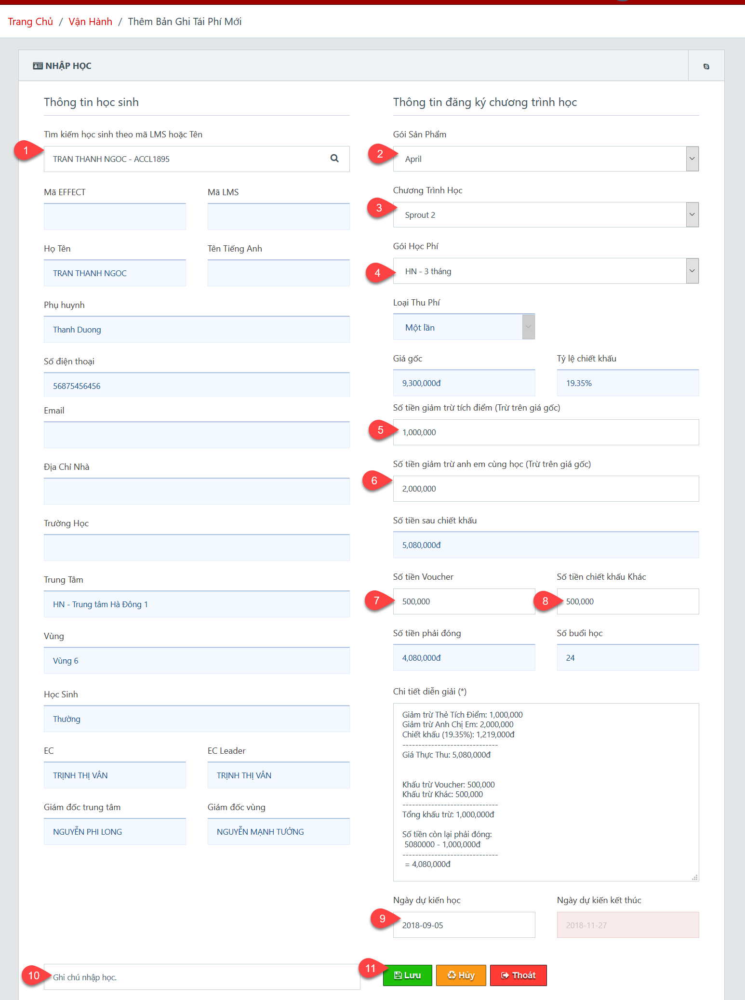 Trang Chủ / Vận Hành / Thêm Bản Ghi Tái Phí Mới
NHẬP HỌC
Thông tin học sinh
Tìm kiếm học sinh theo mã LMS hoặc Tên
1
TRAN THANH NGOC - ACCL1895
Mã EFFECT
Mã LMS
Họ Tên
Tên Tiếng Anh
TRAN THANH NGOC
Phụ huynh
Thanh Duong
Số điện thoại
56875456456
Email
Địa Chỉ Nhà
Trường Học
Trung Tâm
HN - Trung tâm Hà Đông 1
Vùng
Vùng 6
Học Sinh
Thường
EC
EC Leader
TRỊNH THỊ VÂN
TRỊNH THỊ VÂN
Giám đốc trung tâm
Giám đốc vùng
NGUYỄN PHI LONG
NGUYỄN MẠNH TƯỞNG
Thông tin đăng ký chương trình học
Gói Sản Phẩm
2
April
Chương Trình Học
3
Sprout 2
Gói Học Phí
4
HN - 3 tháng
Loại Thu Phí
Một lần
Giá gốc
Tỷ lệ chiết khấu
9,300,000đ
19.35%
Số tiền giảm trừ tích điểm (Trừ trên giá gốc)
5
1,000,000
Số tiền giảm trừ anh em cùng học (Trừ trên giá gốc)
6
2,000,000
Số tiền sau chiết khấu
5,080,000đ
Số tiền Voucher
Số tiền chiết khấu Khác
7
500,000
8
500,000
Số tiền phải đóng
Số buổi học
4,080,000đ
24
Chi tiết diễn giải (*)
Giảm trừ Thẻ Tích Điểm: 1,000,000
Giảm trừ Anh Chị Em: 2,000,000
Chiết khấu (19.35%): 1,219,000đ
------------------------------
Giá Thực Thu: 5,080,000đ
Khấu trừ Voucher: 500,000
Khấu trừ Khác: 500,000
------------------------------
Tổng khấu trừ: 1,000,000đ
Số tiền còn lại phải đóng:
5080000 - 1,000,000đ
------------------------------
= 4,080,000đ
Ngày dự kiến học
Ngày dự kiến kết thúc
9
2018-09-05
2018-11-27
10
Ghi chú nhập học.
11
Lưu
Hủy
Thoát